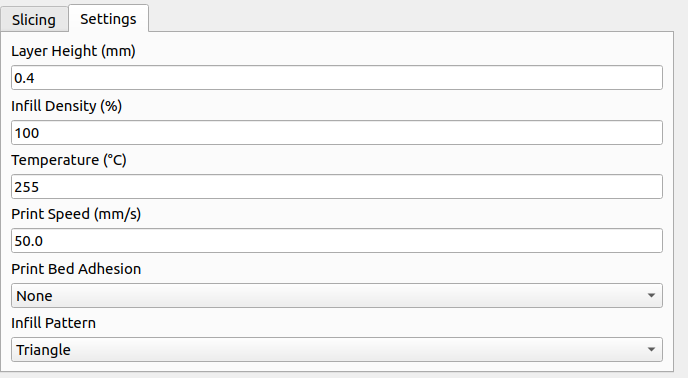 Slicing Settings
Layer Height (mm)
0.4
Infill Density (%)
100
Temperature (°C)
255
Print Speed (mm/s)
50.0
Print Bed Adhesion
None
Infill Pattern
Triangle